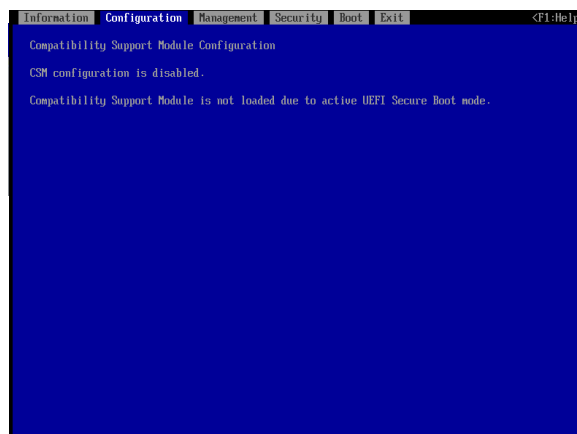 Information Configuration Management Security Boot Exit <F1:Help
Compatibility Support Module Configuration
CSM configuration is disabled.
Compatibility Support Module is not loaded due to active UEFI Secure Boot mode.